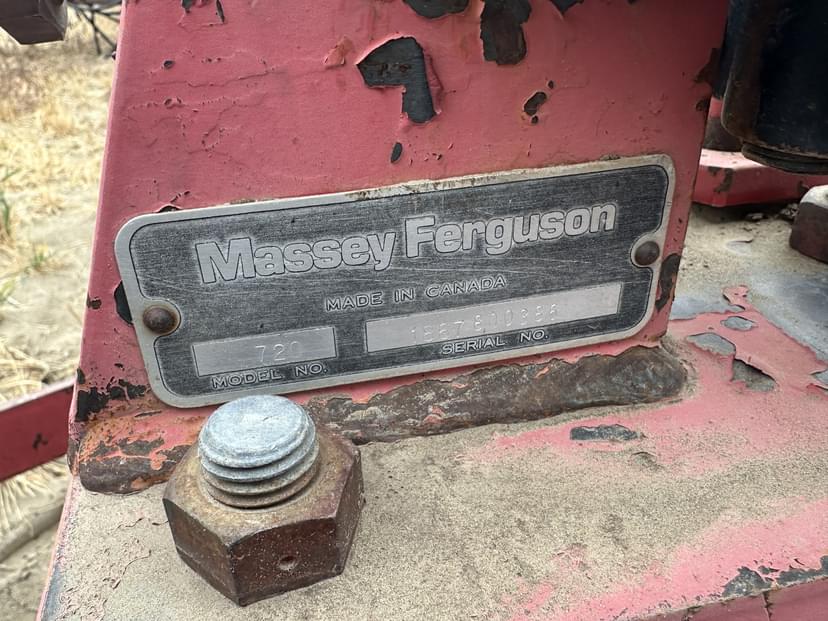 Massey Ferguson
MADE IN CANADA
720
MODEL NO.
SERIAL NO.